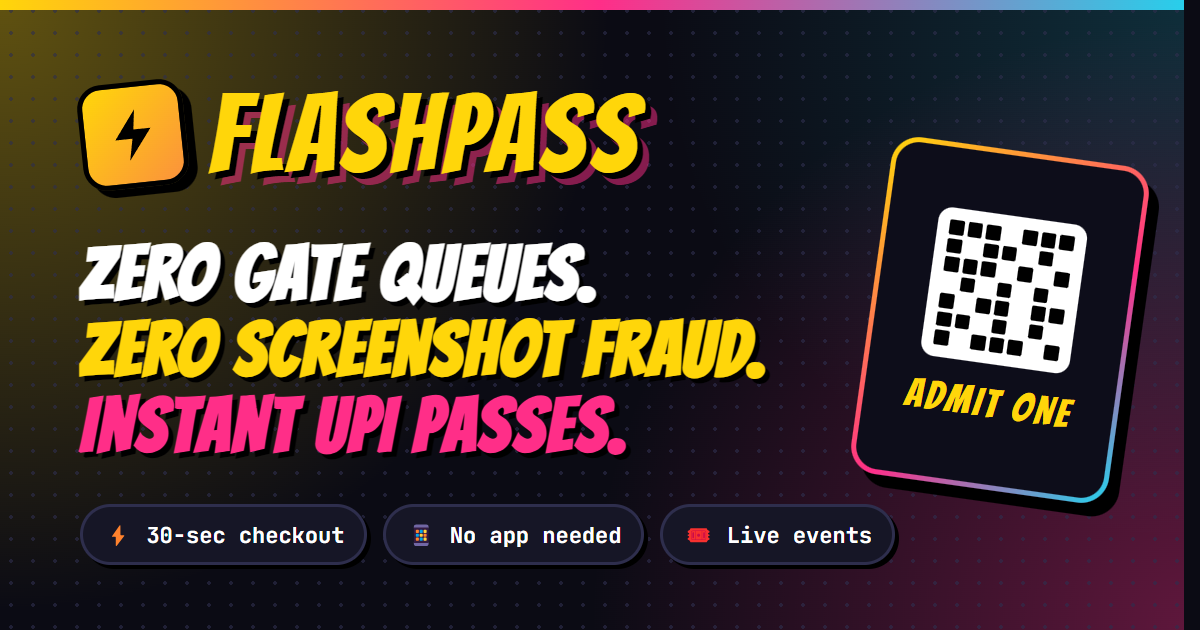 FLASHPASS
ZERO GATE QUEUES.
ZERO SCREENSHOT FRAUD.
INSTANT UPI PASSES.
ADMIT ONE
30-sec checkout
No app needed
Live events